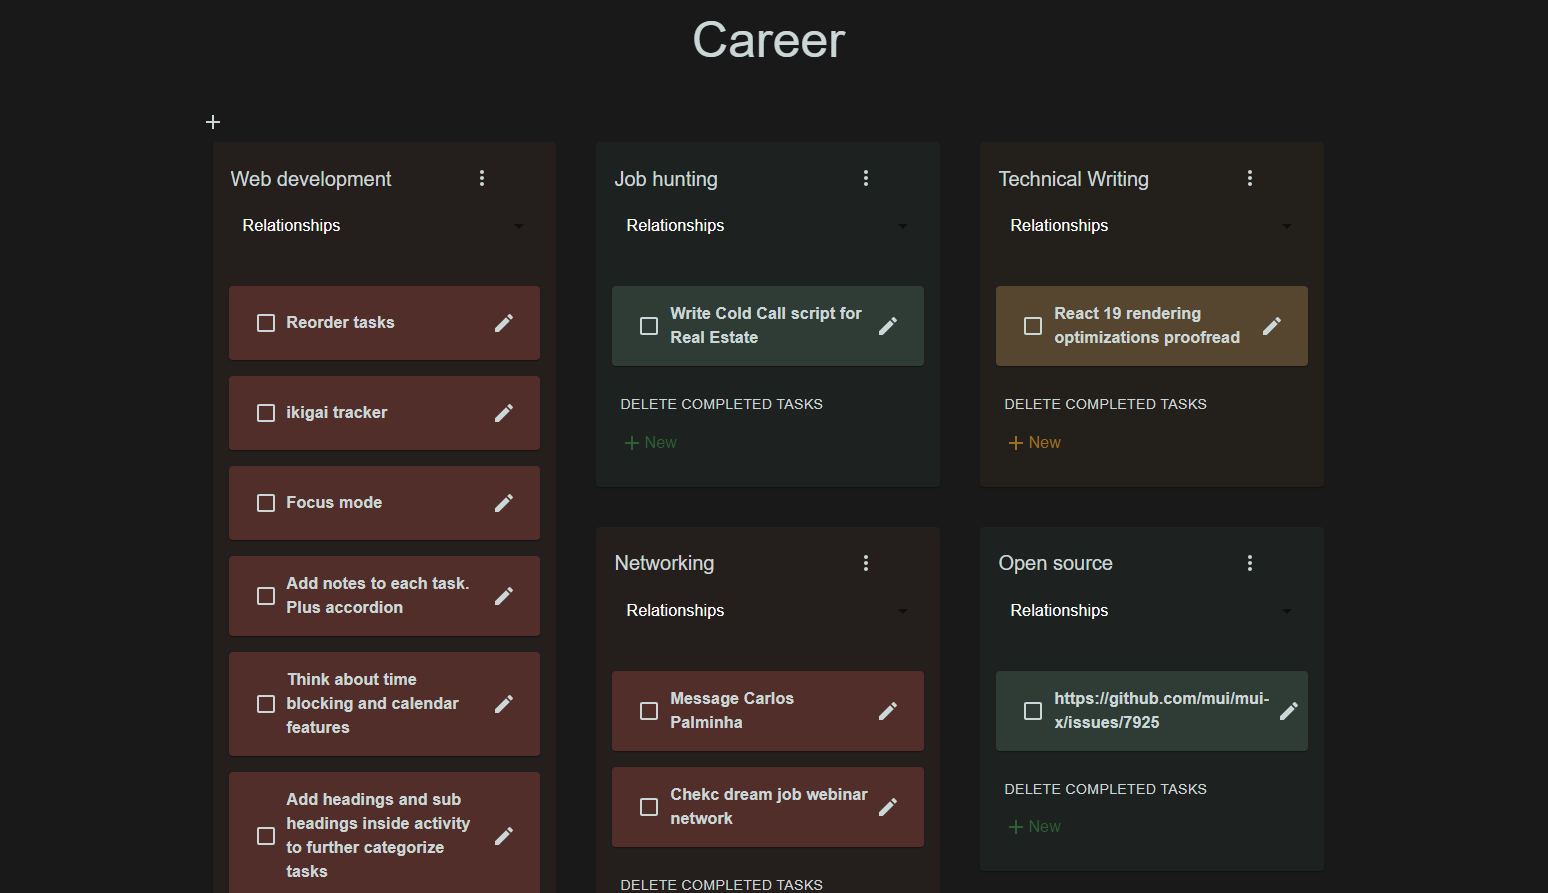 Career
Web development
Relationships
Reorder tasks
ikigai tracker
Focus mode
Add notes to each task.
Plus accordion
Think about time
blocking and calendar
features
Add headings and sub
headings inside activity
to further categorize
tasks
Job hunting
Relationships
Write Cold Call script for
Real Estate
DELETE COMPLETED TASKS
New
Networking
Relationships
Message Carlos
Palminha
Chekc dream job webinar
network
DELETE COMPLETED TASKS
Technical Writing
Relationships
React 19 rendering
optimizations proofread
DELETE COMPLETED TASKS
New
Open source
Relationships
https://github.com/mui/mui-
x/issues/7925
DELETE COMPLETED TASKS
New